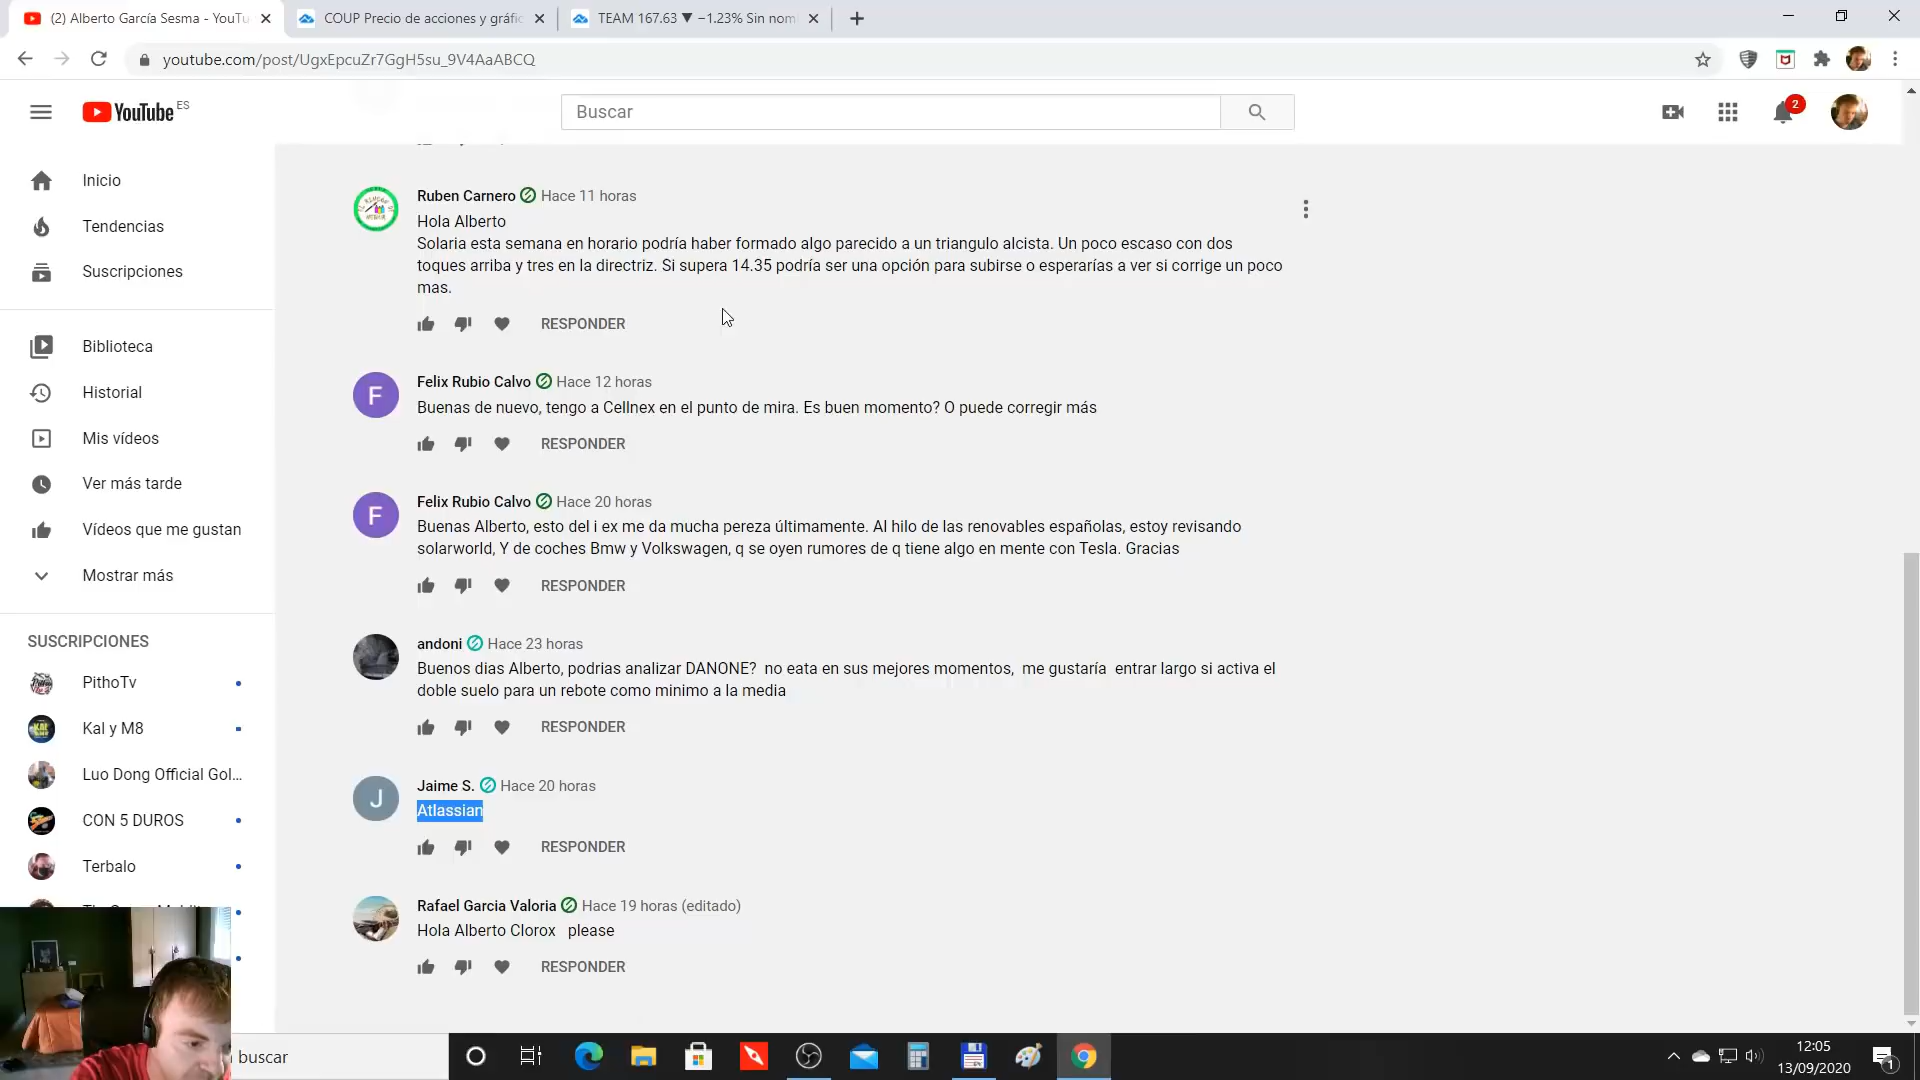 (2) Alberto García Sesma - YouTu
COUP Precio de acciones y gráfic
TEAM 167.63 ▼ −1.23% Sin nom
youtube.com/post/UgxEpcuZr7GgH5su_9V4AaABCQ
YouTube ES
Buscar
2
Inicio
Tendencias
Suscripciones
Biblioteca
Historial
Mis vídeos
Ver más tarde
Vídeos que me gustan
Mostrar más
SUSCRIPCIONES
PithoTv
Kal y M8
Luo Dong Official Gol...
CON 5 DUROS
Terbalo
Ruben Carnero Hace 11 horas
Hola Alberto
Solaria esta semana en horario podría haber formado algo parecido a un triangulo alcista. Un poco escaso con dos
toques arriba y tres en la directriz. Si supera 14.35 podría ser una opción para subirse o esperarías a ver si corrige un poco
mas.
RESPONDER
F
Felix Rubio Calvo Hace 12 horas
Buenas de nuevo, tengo a Cellnex en el punto de mira. Es buen momento? O puede corregir más
RESPONDER
F
Felix Rubio Calvo Hace 20 horas
Buenas Alberto, esto del i ex me da mucha pereza últimamente. Al hilo de las renovables españolas, estoy revisando
solarworld, Y de coches Bmw y Volkswagen, q se oyen rumores de q tiene algo en mente con Tesla. Gracias
RESPONDER
andoni Hace 23 horas
Buenos dias Alberto, podrias analizar DANONE? no eata en sus mejores momentos, me gustaría entrar largo si activa el
doble suelo para un rebote como minimo a la media
RESPONDER
J
Jaime S. Hace 20 horas
Atlassian
RESPONDER
Rafael Garcia Valoria Hace 19 horas (editado)
Hola Alberto Clorox please
RESPONDER
buscar
12:05
13/09/2020
1